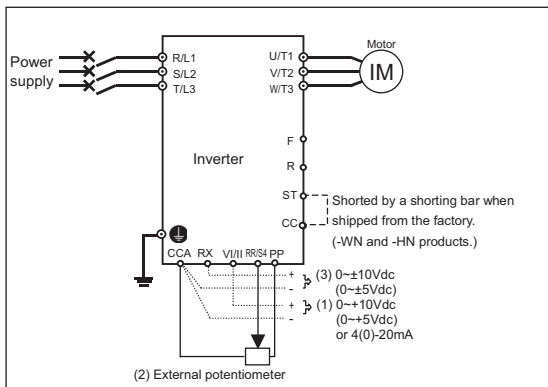 Motor
Power
supply
R/L1
S/L2
T/L3
U/T1
V/T2
W/T3
IM
F
R
Inverter
ST
CC
Shorted by a shorting bar when
shipped from the factory.
(-WN and -HN products.)
CCA RX VI/II RR/S4 PP
+ (3) 0~±10Vdc
- (0~±5Vdc)
+ (1) 0~+10Vdc
- (0~+5Vdc)
or 4(0)-20mA
(2) External potentiometer